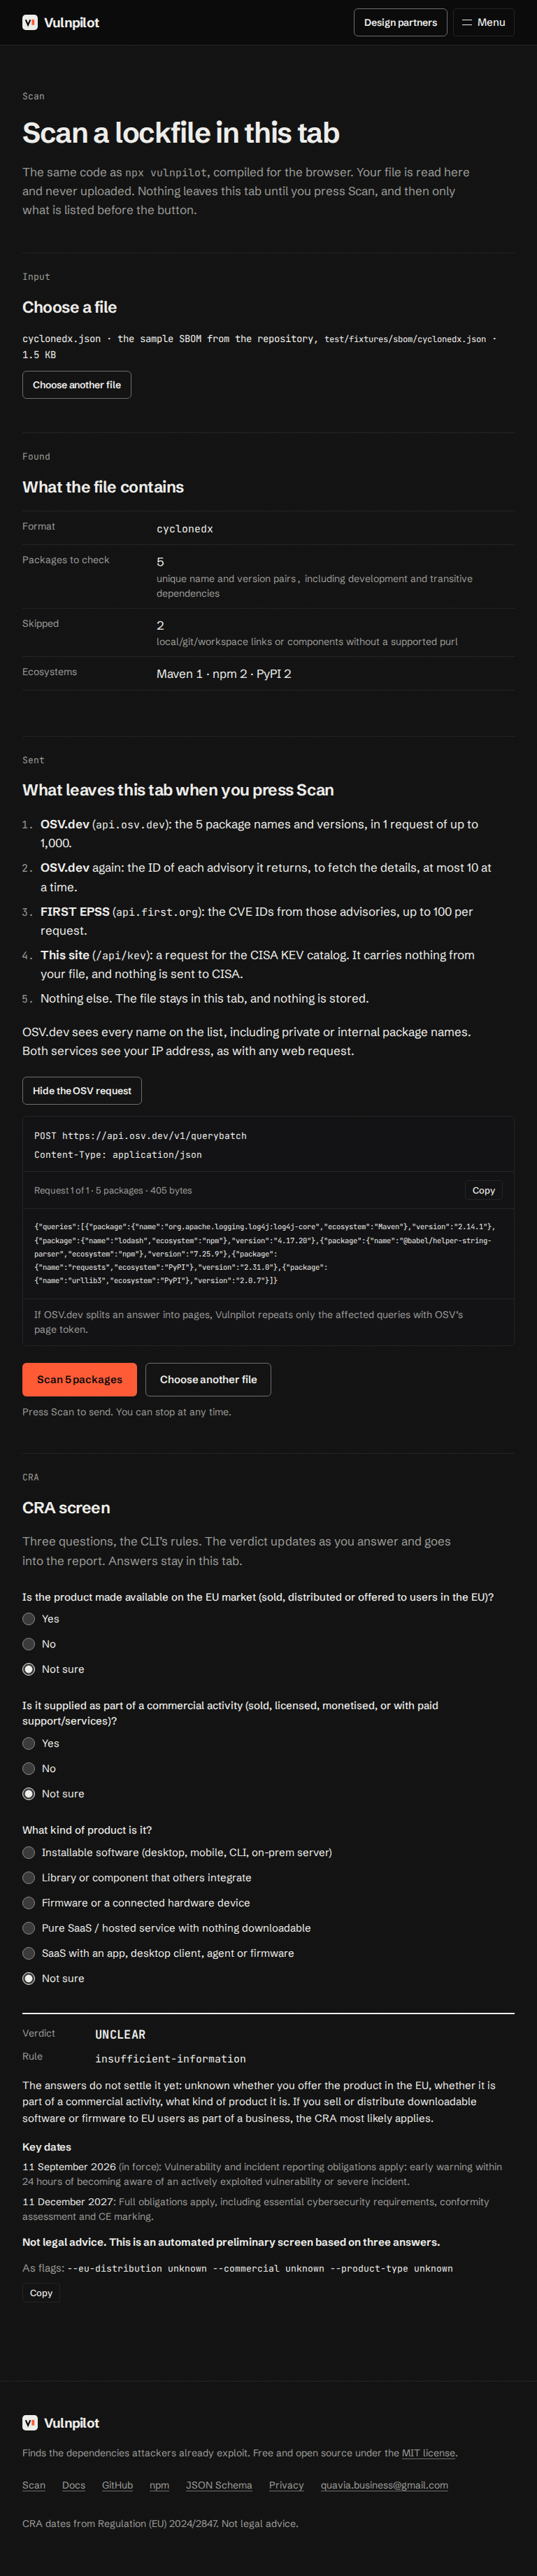 Vulnpilot
Design partners
Menu
Scan
Scan a lockfile in this tab
The same code as npx vulnpilot, compiled for the browser. Your file is read here
and never uploaded. Nothing leaves this tab until you press Scan, and then only
what is listed before the button.
Input
Choose a file
cyclonedx.json · the sample SBOM from the repository, test/fixtures/sbom/cyclonedx.json ·
1.5 KB
Choose another file
Found
What the file contains
Format
cyclonedx
Packages to check
5
unique name and version pairs, including development and transitive
dependencies
Skipped
2
local/git/workspace links or components without a supported purl
Ecosystems
Maven 1 · npm 2 · PyPI 2
Sent
What leaves this tab when you press Scan
1. OSV.dev (api.osv.dev): the 5 package names and versions, in 1 request of up to
1,000.
2. OSV.dev again: the ID of each advisory it returns, to fetch the details, at most 10 at
a time.
3. FIRST EPSS (api.first.org): the CVE IDs from those advisories, up to 100 per
request.
4. This site (/api/kev): a request for the CISA KEV catalog. It carries nothing from
your file, and nothing is sent to CISA.
5. Nothing else. The file stays in this tab, and nothing is stored.
OSV.dev sees every name on the list, including private or internal package names.
Both services see your IP address, as with any web request.
Hide the OSV request
POST https://api.osv.dev/v1/querybatch
Content-Type: application/json
Request 1 of 1 · 5 packages · 405 bytes
Copy
{"queries":[{"package":{"name":"org.apache.logging.log4j:log4j-core","ecosystem":"Maven"},"version":"2.14.1"},
{"package":{"name":"lodash","ecosystem":"npm"},"version":"4.17.20"},{"package":{"name":"@babel/helper-string-
parser","ecosystem":"npm"},"version":"7.25.9"},{"package":
{"name":"requests","ecosystem":"PyPI"},"version":"2.31.0"},{"package":
{"name":"urllib3","ecosystem":"PyPI"},"version":"2.0.7"}]}
If OSV.dev splits an answer into pages, Vulnpilot repeats only the affected queries with OSV's
page token.
Scan 5 packages
Choose another file
Press Scan to send. You can stop at any time.
CRA
CRA screen
Three questions, the CLI's rules. The verdict updates as you answer and goes
into the report. Answers stay in this tab.
Is the product made available on the EU market (sold, distributed or offered to users in the EU)?
Yes
No
Not sure
Is it supplied as part of a commercial activity (sold, licensed, monetised, or with paid
support/services)?
Yes
No
Not sure
What kind of product is it?
Installable software (desktop, mobile, CLI, on-prem server)
Library or component that others integrate
Firmware or a connected hardware device
Pure SaaS / hosted service with nothing downloadable
SaaS with an app, desktop client, agent or firmware
Not sure
Verdict
UNCLEAR
Rule
insufficient-information
The answers do not settle it yet: unknown whether you offer the product in the EU, whether it is
part of a commercial activity, what kind of product it is. If you sell or distribute downloadable
software or firmware to EU users as part of a business, the CRA most likely applies.
Key dates
11 September 2026 (in force): Vulnerability and incident reporting obligations apply: early warning within
24 hours of becoming aware of an actively exploited vulnerability or severe incident.
11 December 2027: Full obligations apply, including essential cybersecurity requirements, conformity
assessment and CE marking.
Not legal advice. This is an automated preliminary screen based on three answers.
As flags: --eu-distribution unknown --commercial unknown --product-type unknown
Copy
Vulnpilot
Finds the dependencies attackers already exploit. Free and open source under the MIT license.
Scan
Docs
GitHub
npm
JSON Schema
Privacy
quavia.business@gmail.com
CRA dates from Regulation (EU) 2024/2847. Not legal advice.